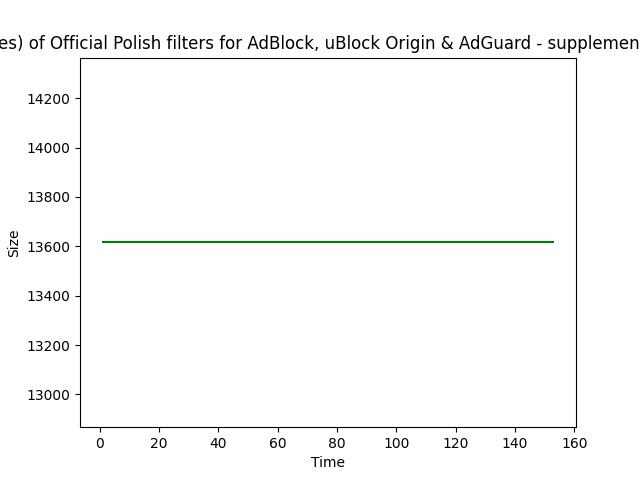 es) of Official Polish filters for AdBlock, uBlock Origin & AdGuard - supplemen
14200
14000
13800
13600
13400
13200
13000
Size
0 20 40 60 80 100 120 140 160
Time